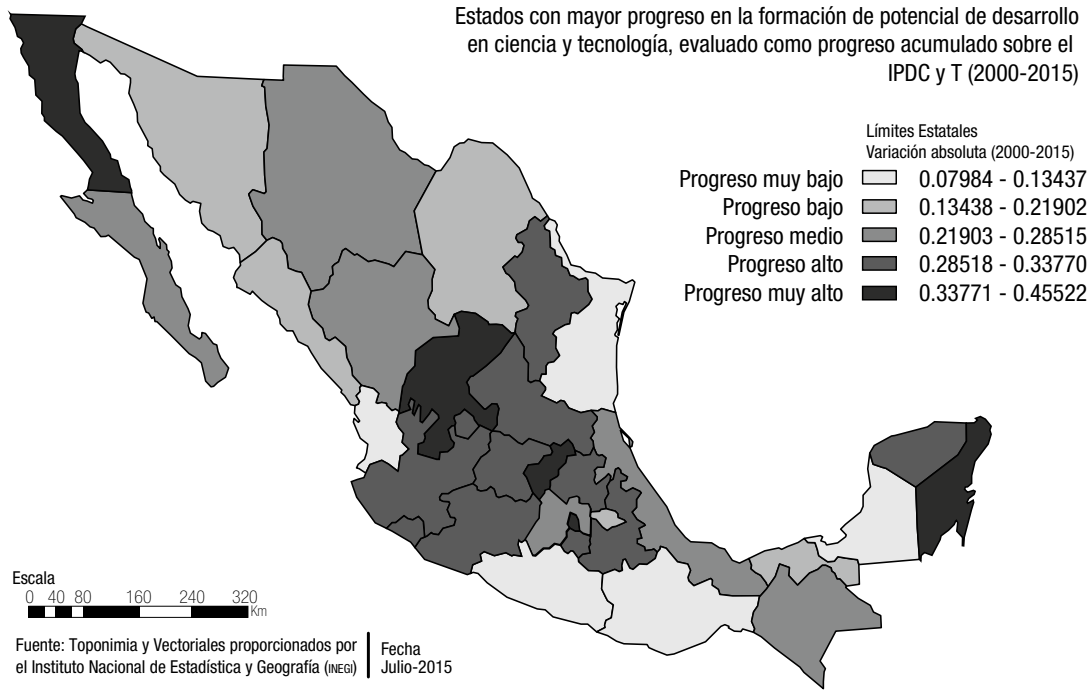 Estados con mayor progreso en la formación de potencial de desarrollo
en ciencia y tecnología, evaluado como progreso acumulado sobre el
IPDC y T (2000-2015)
Límites Estatales
Variación absoluta (2000-2015)
Progreso muy bajo 0.07984 - 0.13437
Progreso bajo 0.13438 - 0.21902
Progreso medio 0.21903 - 0.28515
Progreso alto 0.28518 - 0.33770
Progreso muy alto 0.33771 - 0.45522
Escala
0 40 80 160 240 320
Km
Fuente: Toponimia y Vectoriales proporcionados por
el Instituto Nacional de Estadística y Geografía (INEGI)
Fecha
Julio-2015